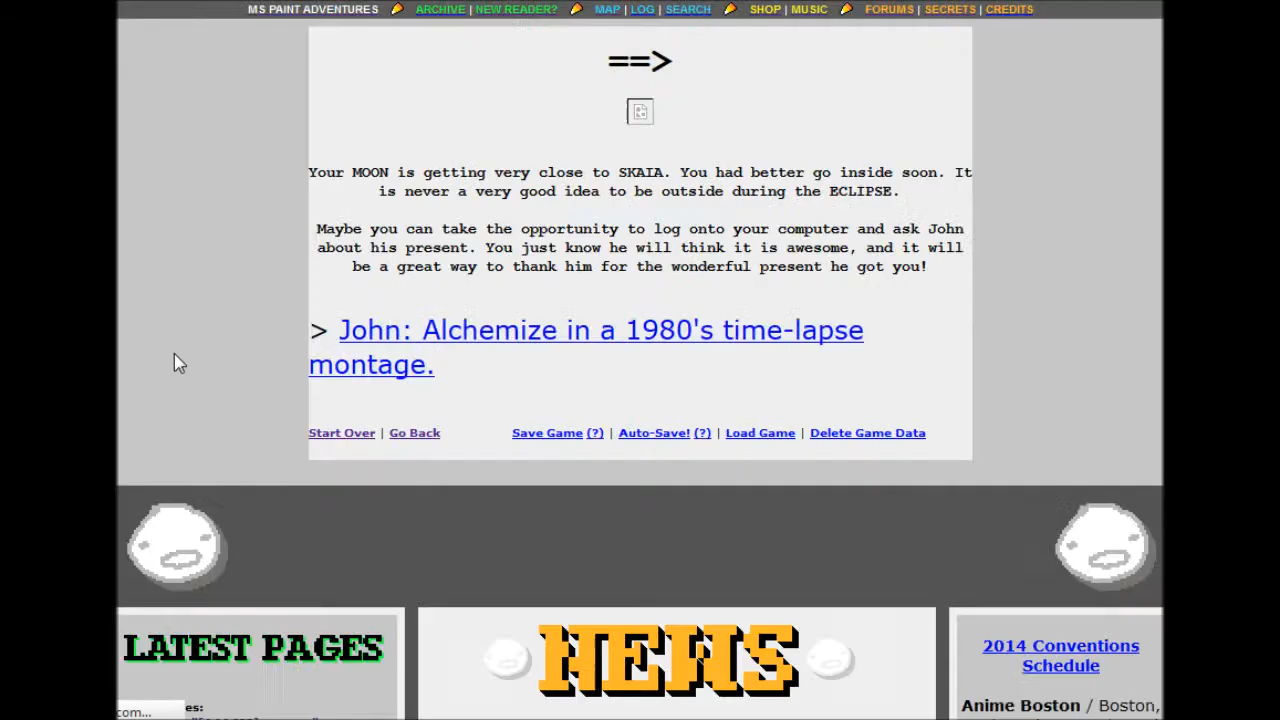 MS PAINT ADVENTURES ARCHIVE | NEW READER? MAP | LOG | SEARCH SHOP | MUSIC FORUMS | SECRETS | CREDITS
==>
Your MOON is getting very close to SKAIA. You had better go inside soon. It
is never a very good idea to be outside during the ECLIPSE.
Maybe you can take the opportunity to log onto your computer and ask John
about his present. You just know he will think it is awesome, and it will
be a great way to thank him for the wonderful present he got you!
> John: Alchemize in a 1980's time-lapse
montage.
Start Over | Go Back Save Game (?) | Auto-Save! (?) | Load Game | Delete Game Data
LATEST PAGES
NEWS
2014 Conventions
Schedule
Anime Boston / Boston,
com...
es: